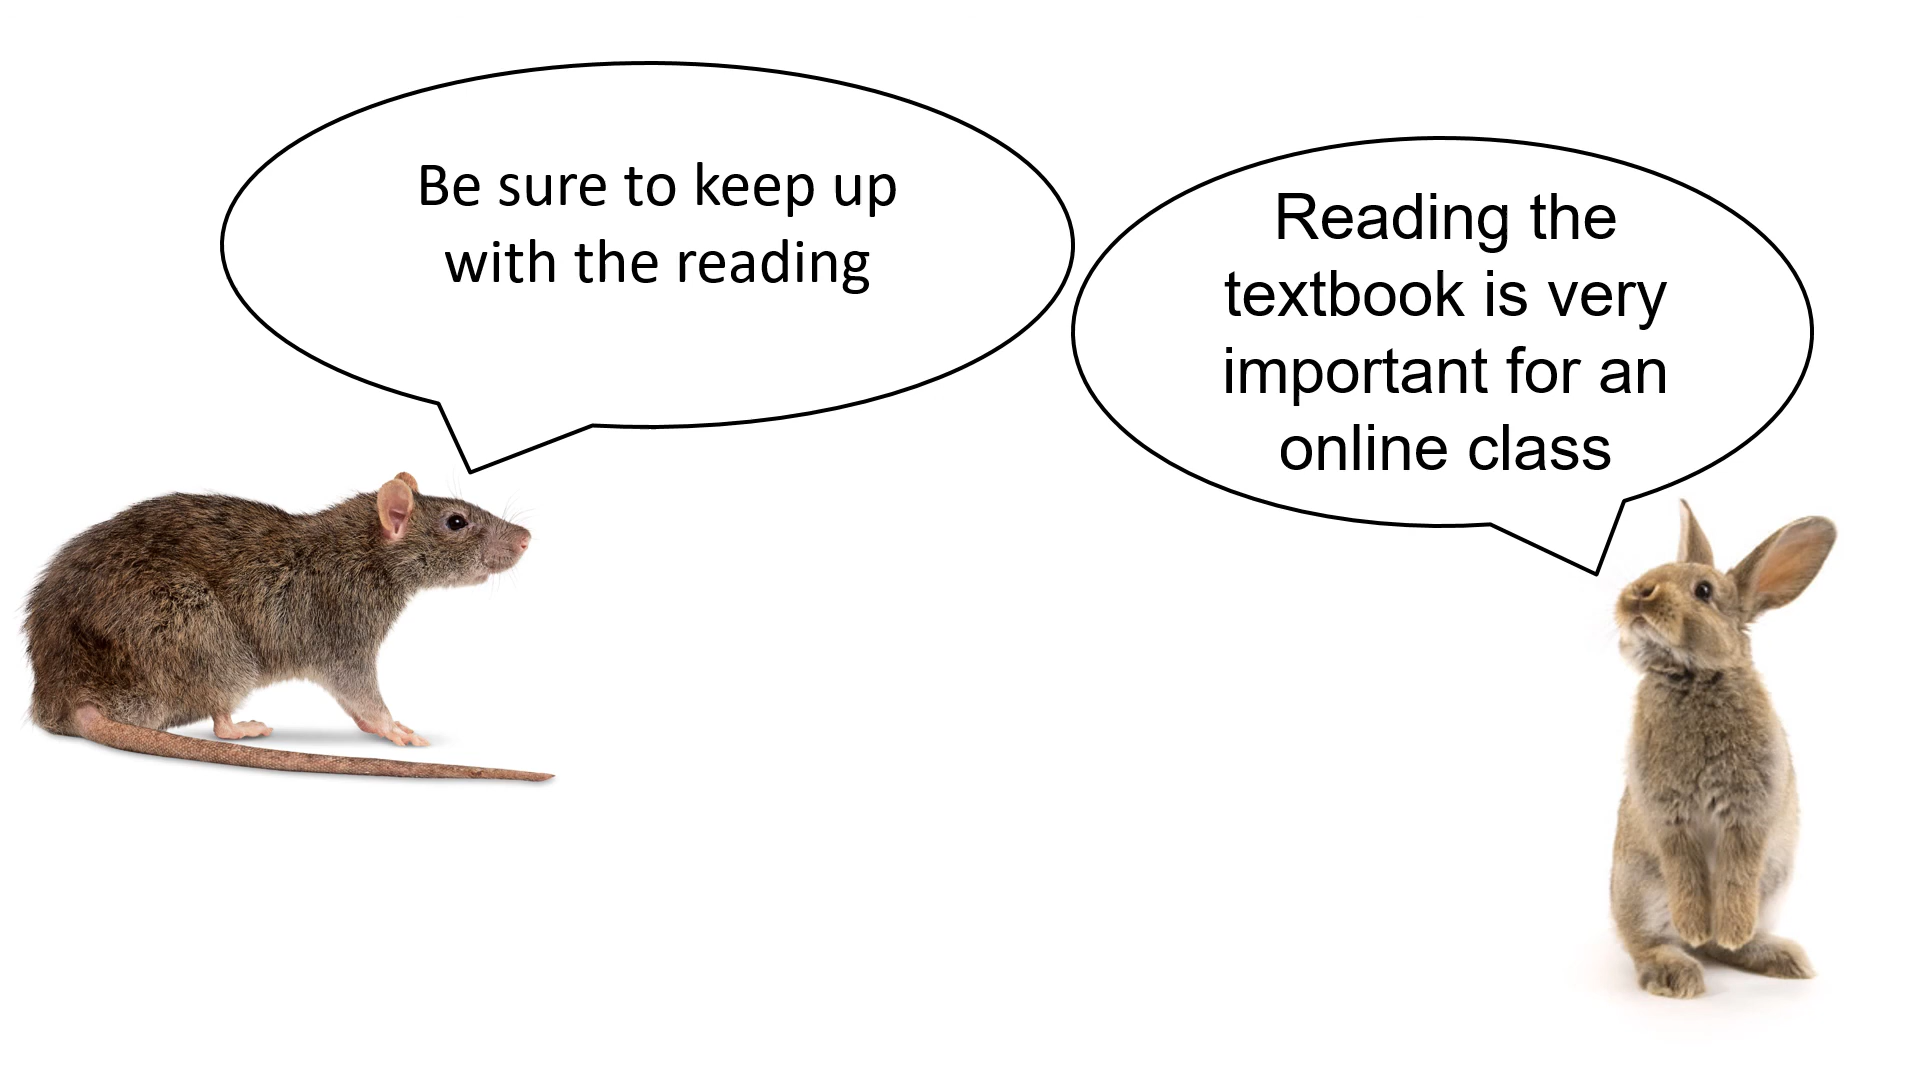 Be sure to keep up
with the reading
Reading the
textbook is very
important for an
online class